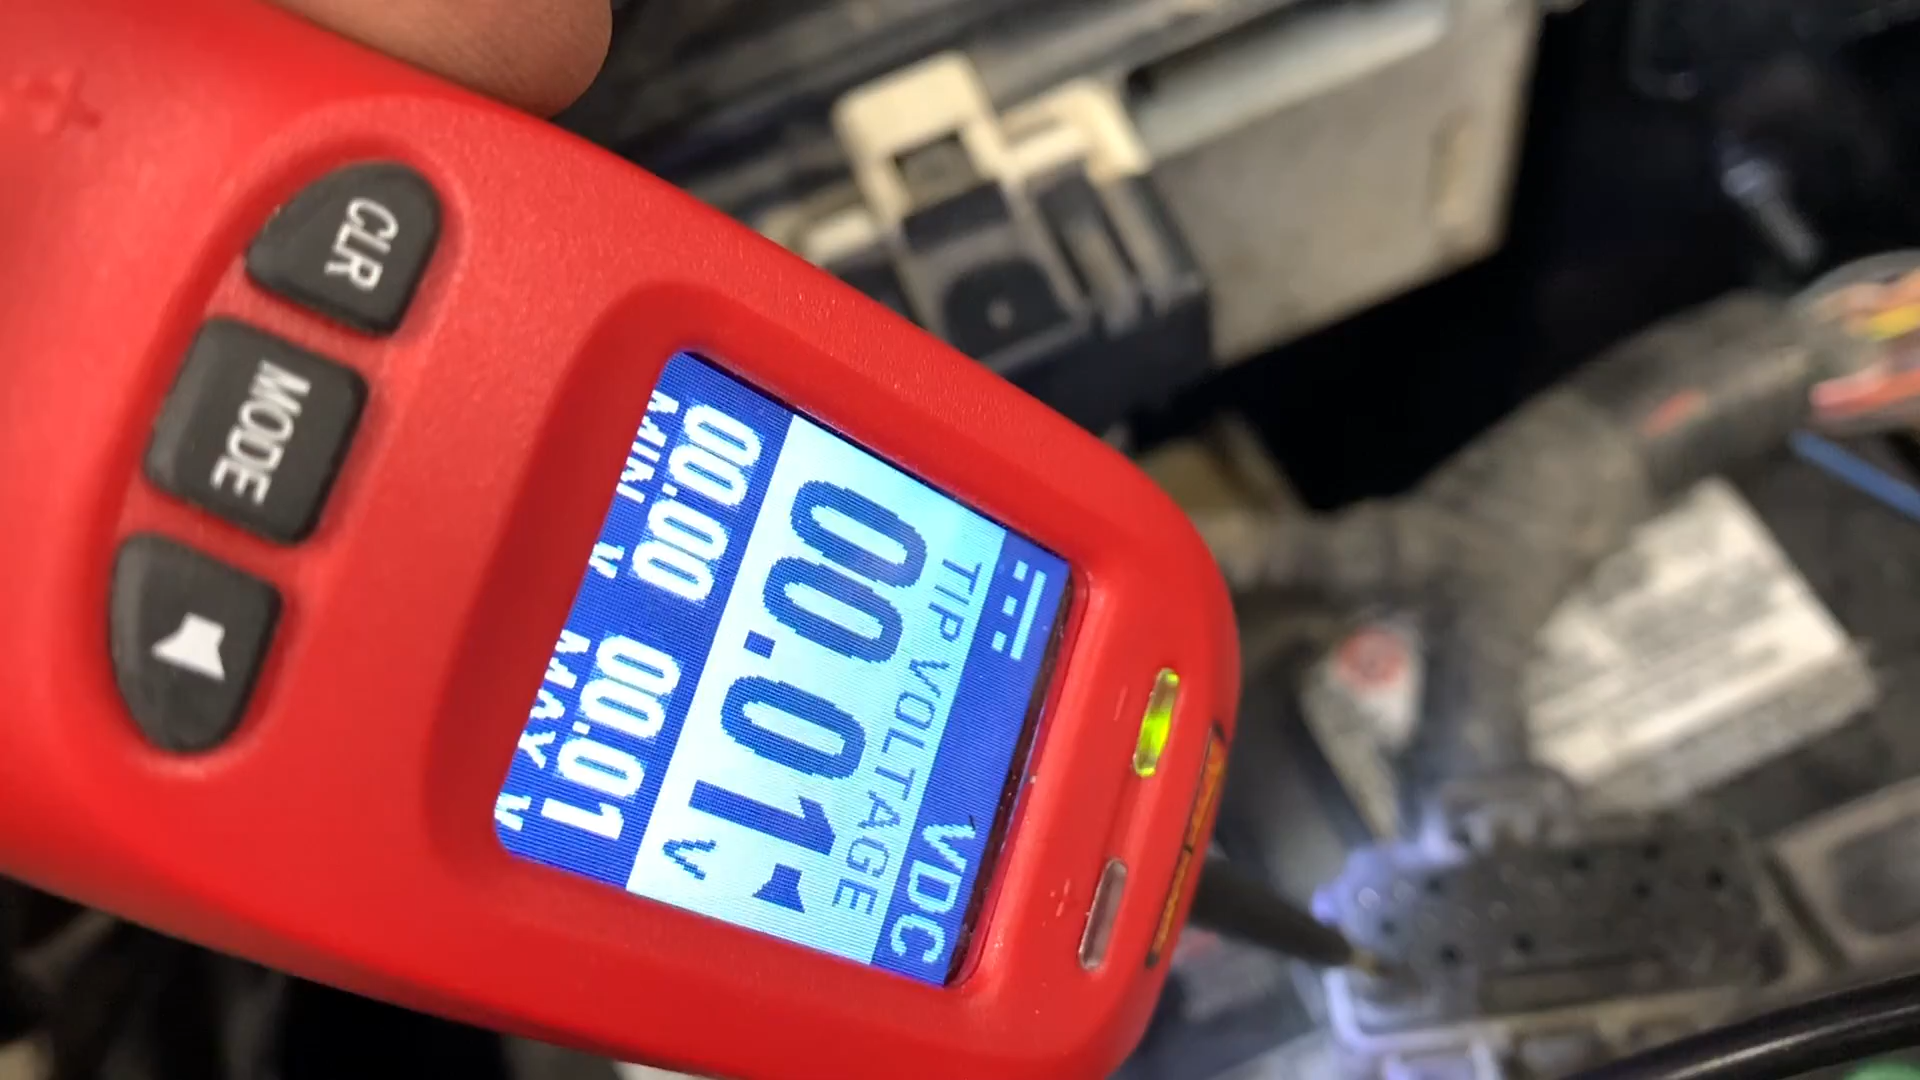 VDC
TIP VOLTAGE
00.01 V
00.00
00.01
MIN V
MAX V
CLR
MODE